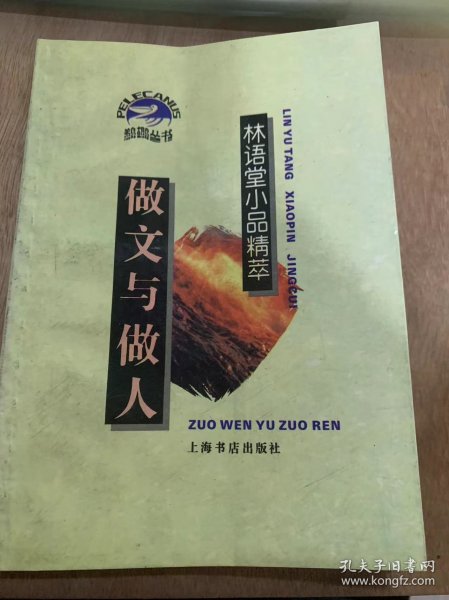 PELECANUS
鹈鹕丛书
林语堂小品精萃
LIN YU TANG XIAOPIN JINGCUI
做文与做人
ZUO WEN YU ZUO REN
上海书店出版社
孔夫子旧书网
www.kongfz.com